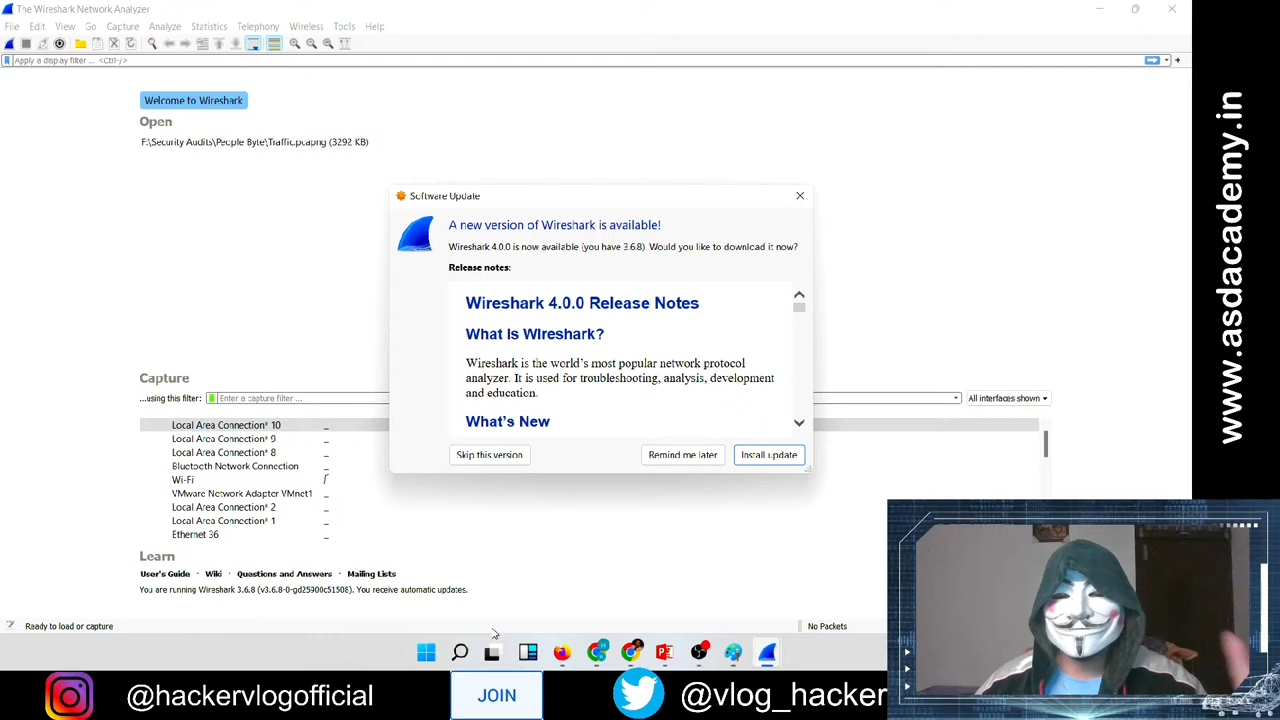 The Wireshark Network Analyzer
File Edit View Go Capture Analyze Statistics Telephony Wireless Tools Help
Apply a display filter ... <Ctrl-/>
Welcome to Wireshark
Open
F:\Security Audits\People Byte\Traffic.pcapng (3292 KB)
Software Update
A new version of Wireshark is available!
Wireshark 4.0.0 is now available (you have 3.6.8). Would you like to download it now?
Release notes:
Wireshark 4.0.0 Release Notes
What Is Wireshark?
Wireshark is the world's most popular network protocol
analyzer. It is used for troubleshooting, analysis, development
and education.
What's New
Skip this version Remind me later Install update
Capture
...using this filter: Enter a capture filter ... All interfaces shown
Local Area Connection* 10
Local Area Connection* 9
Local Area Connection* 8
Bluetooth Network Connection
Wi-Fi
VMware Network Adapter VMnet1
Local Area Connection* 2
Local Area Connection* 1
Ethernet 36
Learn
User's Guide · Wiki · Questions and Answers · Mailing Lists
You are running Wireshark 3.6.8 (v3.6.8-0-gd25900c51508). You receive automatic updates.
Ready to load or capture No Packets
@hackervlogofficial JOIN @vlog_hacker
www.asdacademy.in